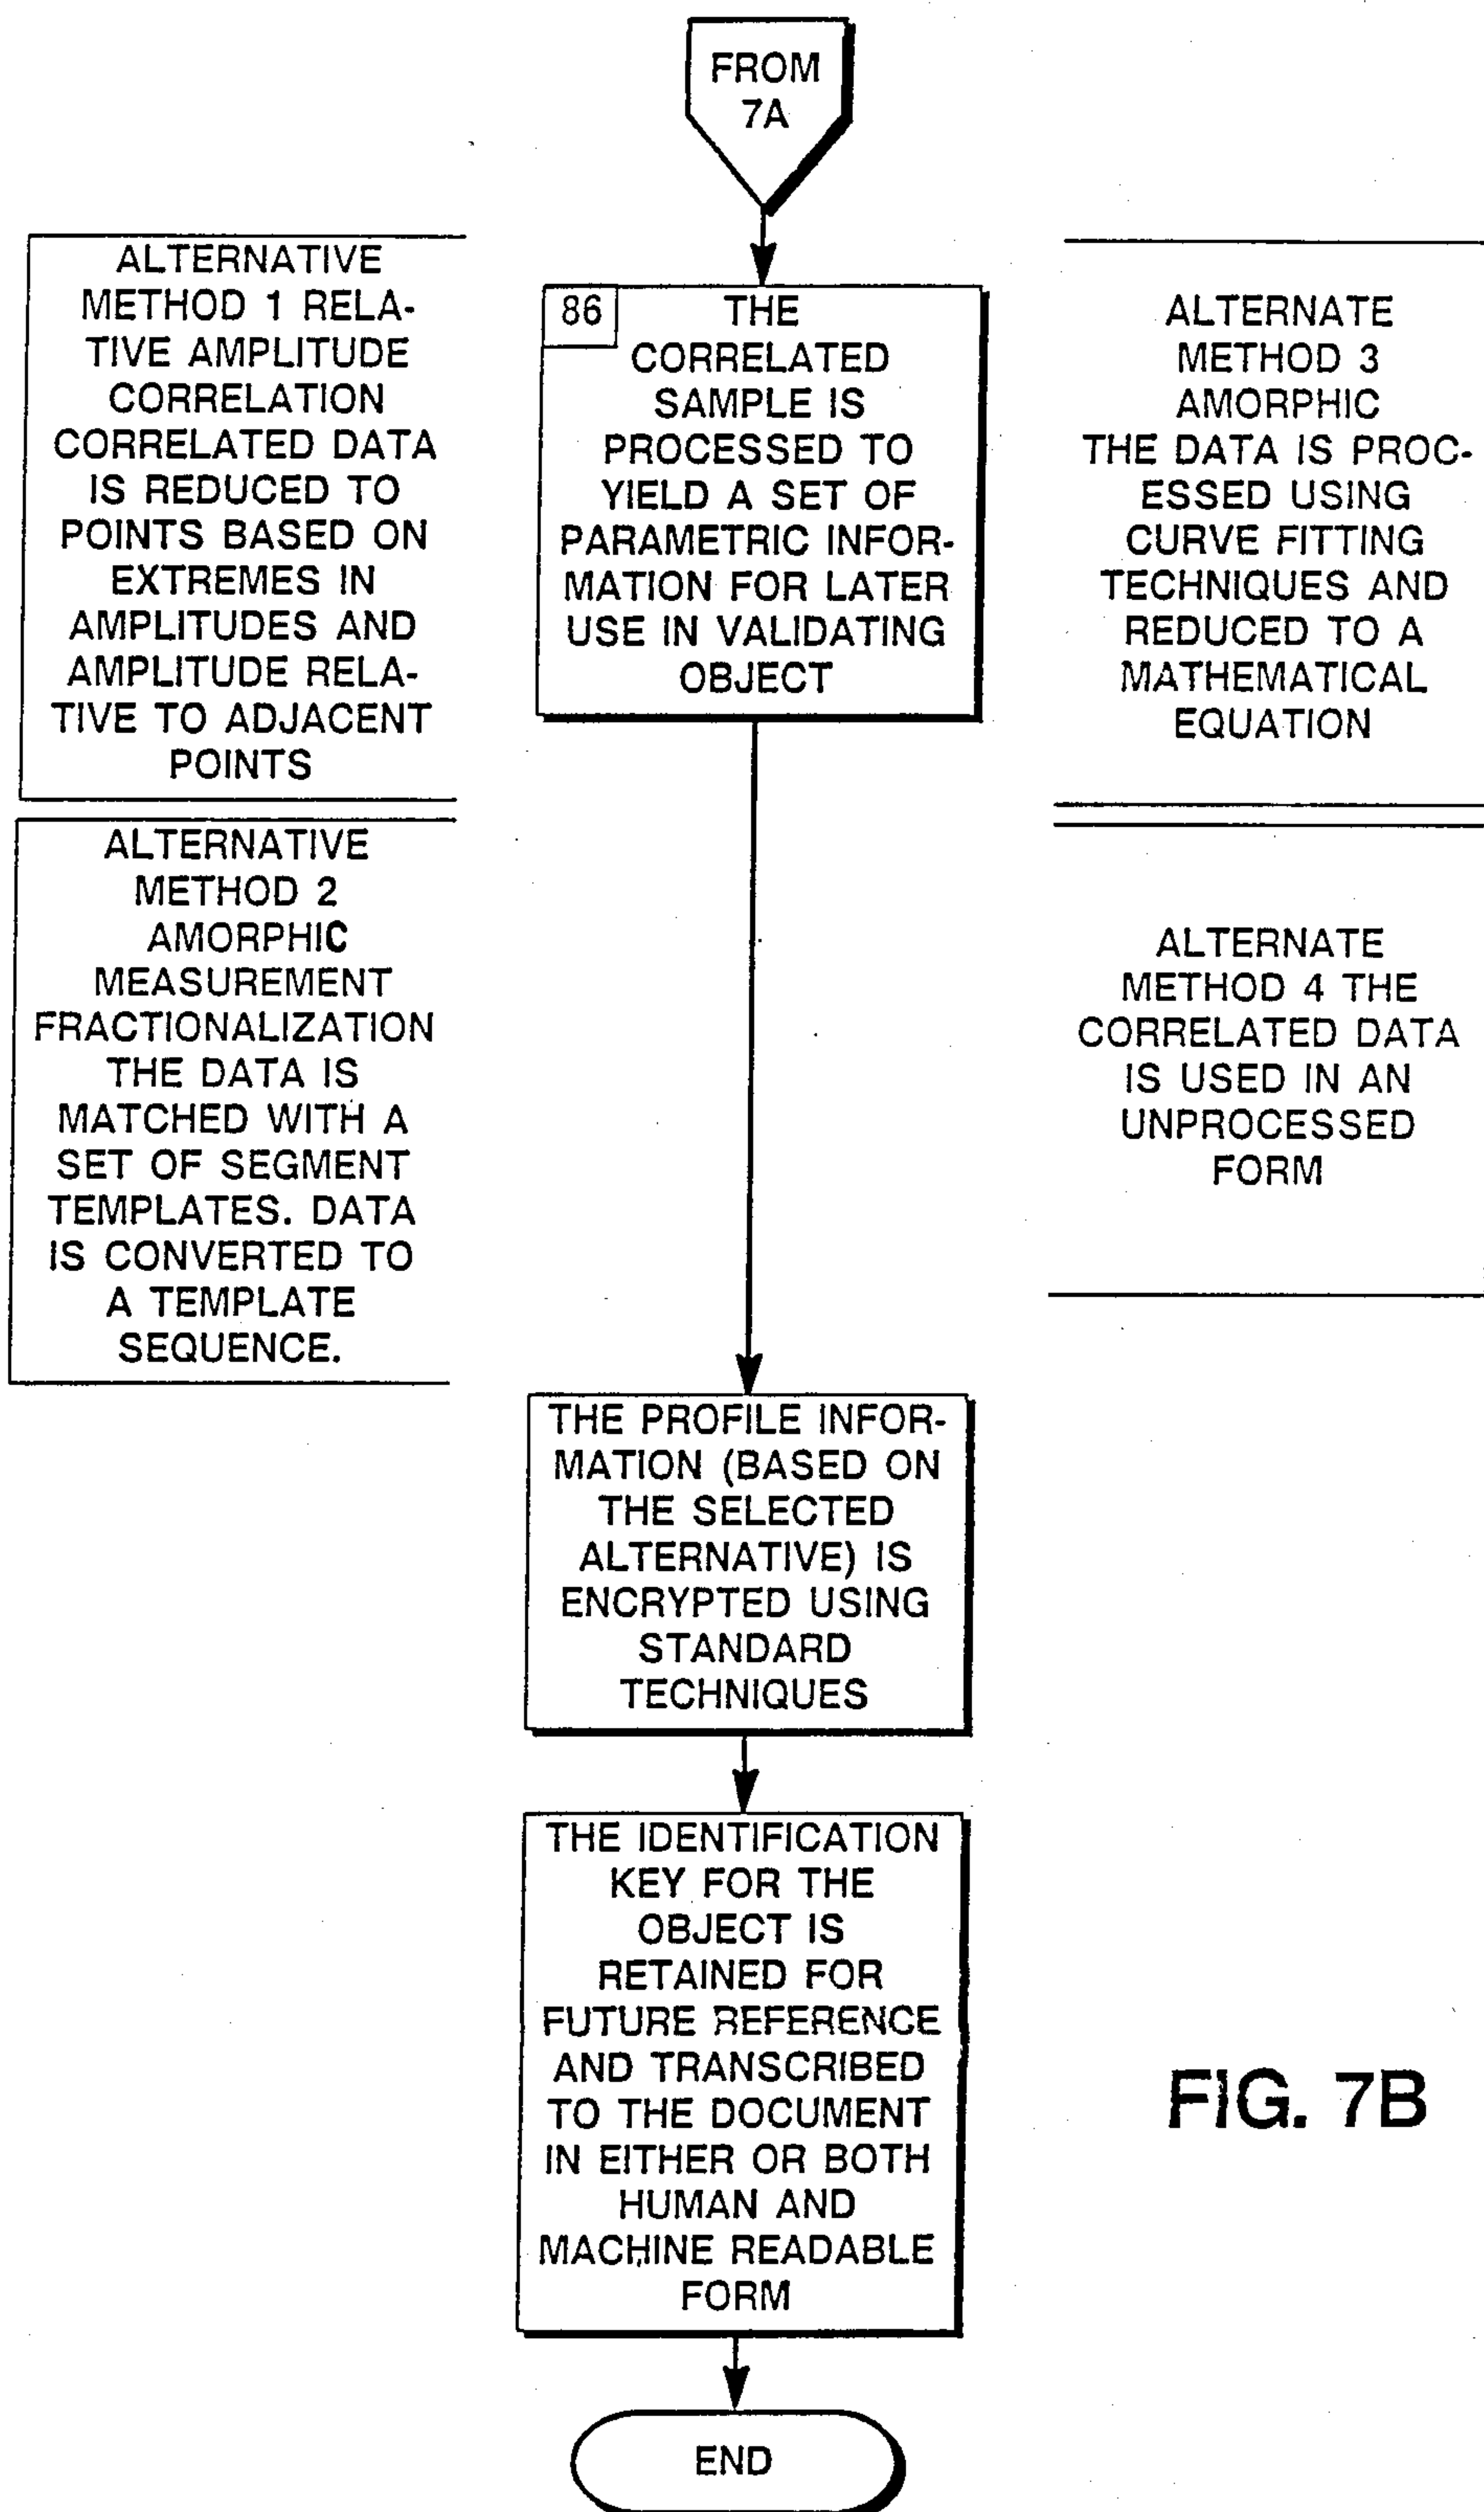 FROM
7A
ALTERNATIVE
METHOD 1 RELA-
TIVE AMPLITUDE
CORRELATION
CORRELATED DATA
IS REDUCED TO
POINTS BASED ON
EXTREMES IN
AMPLITUDES AND
AMPLITUDE RELA-
TIVE TO ADJACENT
POINTS
86
THE
CORRELATED
SAMPLE IS
PROCESSED TO
YIELD A SET OF
PARAMETRIC INFOR-
MATION FOR LATER
USE IN VALIDATING
OBJECT
ALTERNATE
METHOD 3
AMORPHIC
THE DATA IS PROC-
ESSED USING
CURVE FITTING
TECHNIQUES AND
REDUCED TO A
MATHEMATICAL
EQUATION
ALTERNATIVE
METHOD 2
AMORPHIC
MEASUREMENT
FRACTIONALIZATION
THE DATA IS
MATCHED WITH A
SET OF SEGMENT
TEMPLATES. DATA
IS CONVERTED TO
A TEMPLATE
SEQUENCE.
ALTERNATE
METHOD 4 THE
CORRELATED DATA
IS USED IN AN
UNPROCESSED
FORM
THE PROFILE INFOR-
MATION (BASED ON
THE SELECTED
ALTERNATIVE) IS
ENCRYPTED USING
STANDARD
TECHNIQUES
THE IDENTIFICATION
KEY FOR THE
OBJECT IS
RETAINED FOR
FUTURE REFERENCE
AND TRANSCRIBED
TO THE DOCUMENT
IN EITHER OR BOTH
HUMAN AND
MACHINE READABLE
FORM
END
FIG. 7B